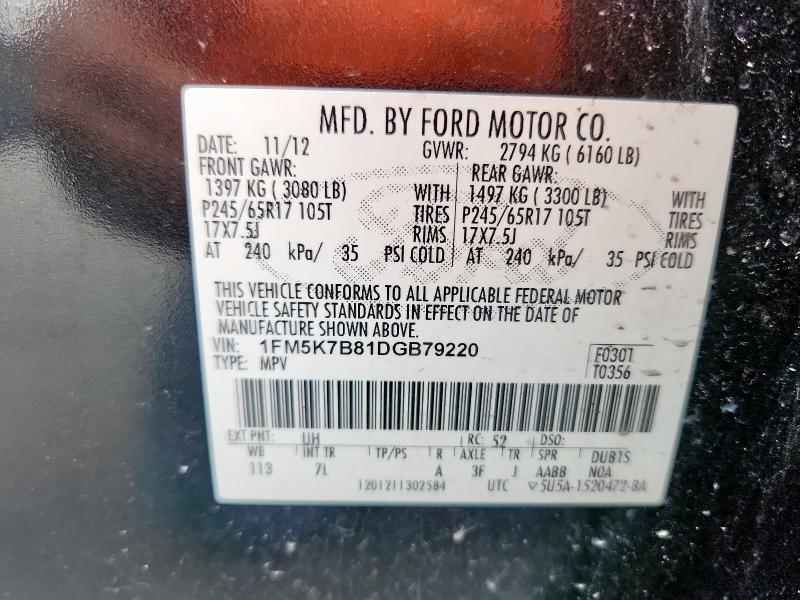 MFD. BY FORD MOTOR CO.
DATE: 11/12 GVWR: 2794 KG ( 6160 LB)
FRONT GAWR: REAR GAWR:
1397 KG ( 3080 LB) WITH 1497 KG ( 3300 LB) WITH
P245/65R17 105T TIRES P245/65R17 105T TIRES
17X7.5J RIMS 17X7.5J RIMS
AT 240 kPa/ 35 PSI COLD AT 240 kPa/ 35 PSI COLD
THIS VEHICLE CONFORMS TO ALL APPLICABLE FEDERAL MOTOR
VEHICLE SAFETY STANDARDS IN EFFECT ON THE DATE OF
MANUFACTURE SHOWN ABOVE.
VIN: 1FM5K7B81DGB79220 F0301
TYPE: MPV T0356
EXT PNT: UH RC: 52 DSO:
WB INT TR TP/PS R AXLE TR SPR DUBTS
113 7L A 3F J AABB NOA
1201211302584 UTC ▽5U5A-1520472-BA